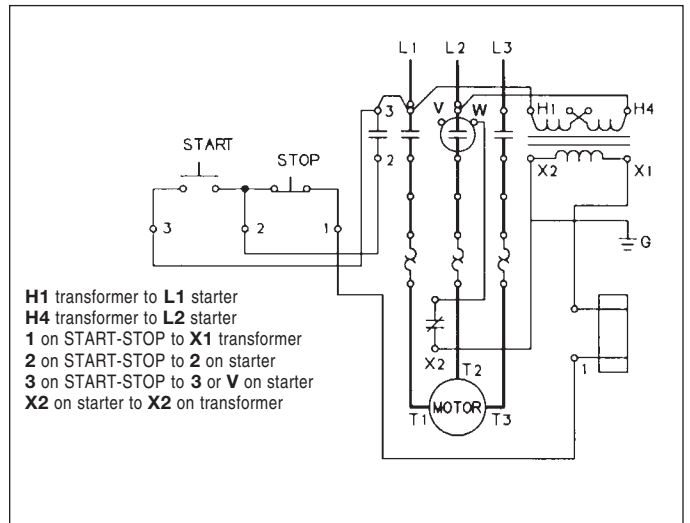 L1 L2 L3
3 V W H1 H4
START STOP 2 X2 X1
3 2 1 G
H1 transformer to L1 starter
H4 transformer to L2 starter
1 on START-STOP to X1 transformer
2 on START-STOP to 2 on starter
3 on START-STOP to 3 or V on starter
X2 on starter to X2 on transformer
X2 T2 1
T1 MOTOR T3